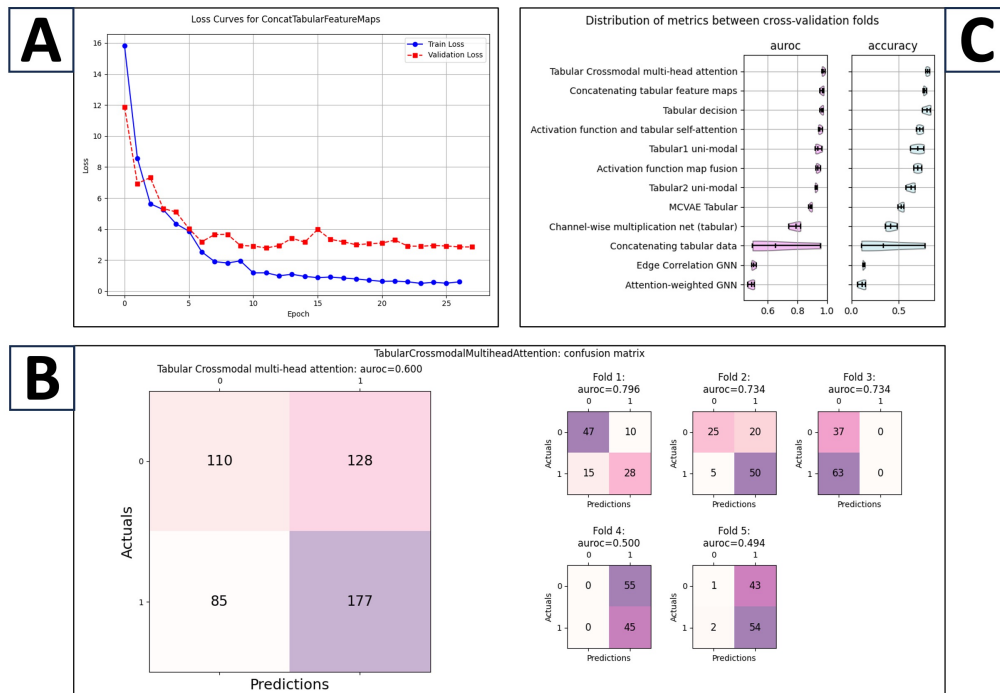 A
Loss Curves for ConcatTabularFeatureMaps
Train Loss
Validation Loss
Loss
16
14
12
10
8
6
4
2
0
0 5 10 15 20 25
Epoch
C
Distribution of metrics between cross-validation folds
auroc accuracy
Tabular Crossmodal multi-head attention
Concatenating tabular feature maps
Tabular decision
Activation function and tabular self-attention
Tabular1 uni-modal
Activation function map fusion
Tabular2 uni-modal
MCVAE Tabular
Channel-wise multiplication net (tabular)
Concatenating tabular data
Edge Correlation GNN
Attention-weighted GNN
0.6 0.8 1.0 0.5
B
TabularCrossmodalMultiheadAttention: confusion matrix
Tabular Crossmodal multi-head attention: auroc=0.600
0 1
0 110 128
Actuals
1 85 177
Predictions
Fold 1:
auroc=0.796
0 1
0 47 10
Actuals
1 15 28
Predictions
Fold 2:
auroc=0.734
0 1
0 25 20
Actuals
1 5 50
Predictions
Fold 3:
auroc=0.734
0 1
0 37 0
Actuals
1 63 0
Predictions
Fold 4:
auroc=0.500
0 1
0 0 55
Actuals
1 0 45
Predictions
Fold 5:
auroc=0.494
0 1
0 1 43
Actuals
1 2 54
Predictions